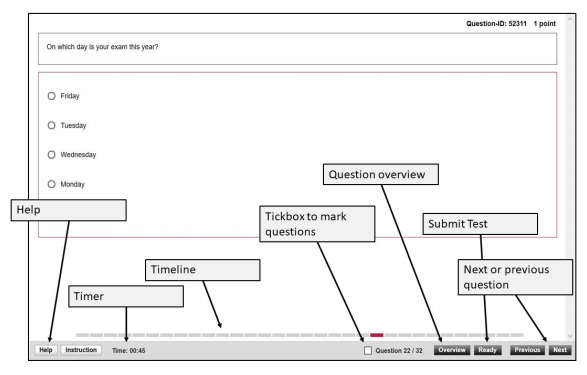 Question-ID: 52311 1 point
On which day is your exam this year?
Friday
Tuesday
Wednesday
Monday
Question overview
Help
Tickbox to mark
questions
Submit Test
Timeline
Next or previous
question
Timer
Help Instruction Time: 00:45 Question 22 / 32 Overview Ready Previous Next